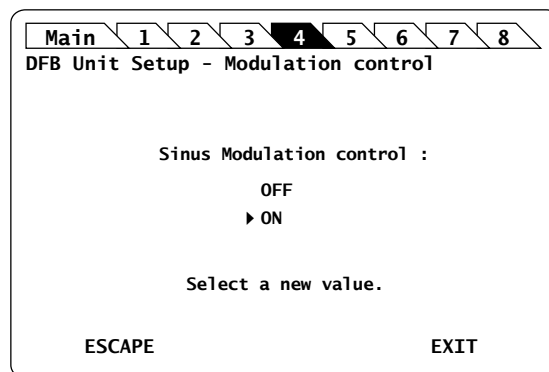 Main 1 2 3 4 5 6 7 8
DFB Unit Setup - Modulation control
Sinus Modulation control :
OFF
ON
Select a new value.
ESCAPE EXIT